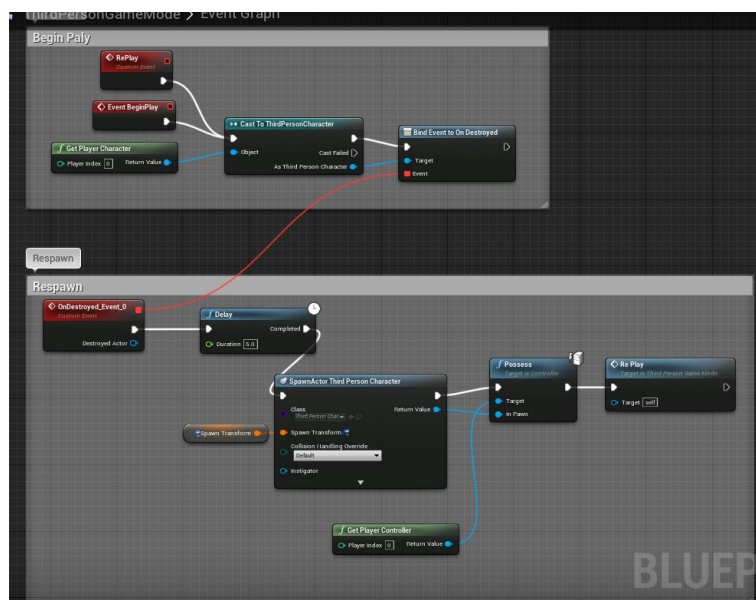 ThirdPersonGameMode > Event Graph
Begin Paly
RePlay
Custom Event
Event BeginPlay
Get Player Character
Player Index 0 Return Value
Cast To ThirdPersonCharacter
Object Cast Failed
As Third Person Character
Bind Event to On Destroyed
Target
Event
Respawn
Respawn
OnDestroyed_Event_0
Custom Event
Destroyed Actor
Delay
Completed
Duration 5.0
SpawnActor Third Person Character
Class Return Value
Third Person Char
Spawn Transform
Spawn Transform
Collision Handling Override
Default
Instigator
Possess
Target is Controller
Target
In Pawn
Re Play
Target is Third Person Game Mode
Target self
Get Player Controller
Player Index 0 Return Value
BLUEP